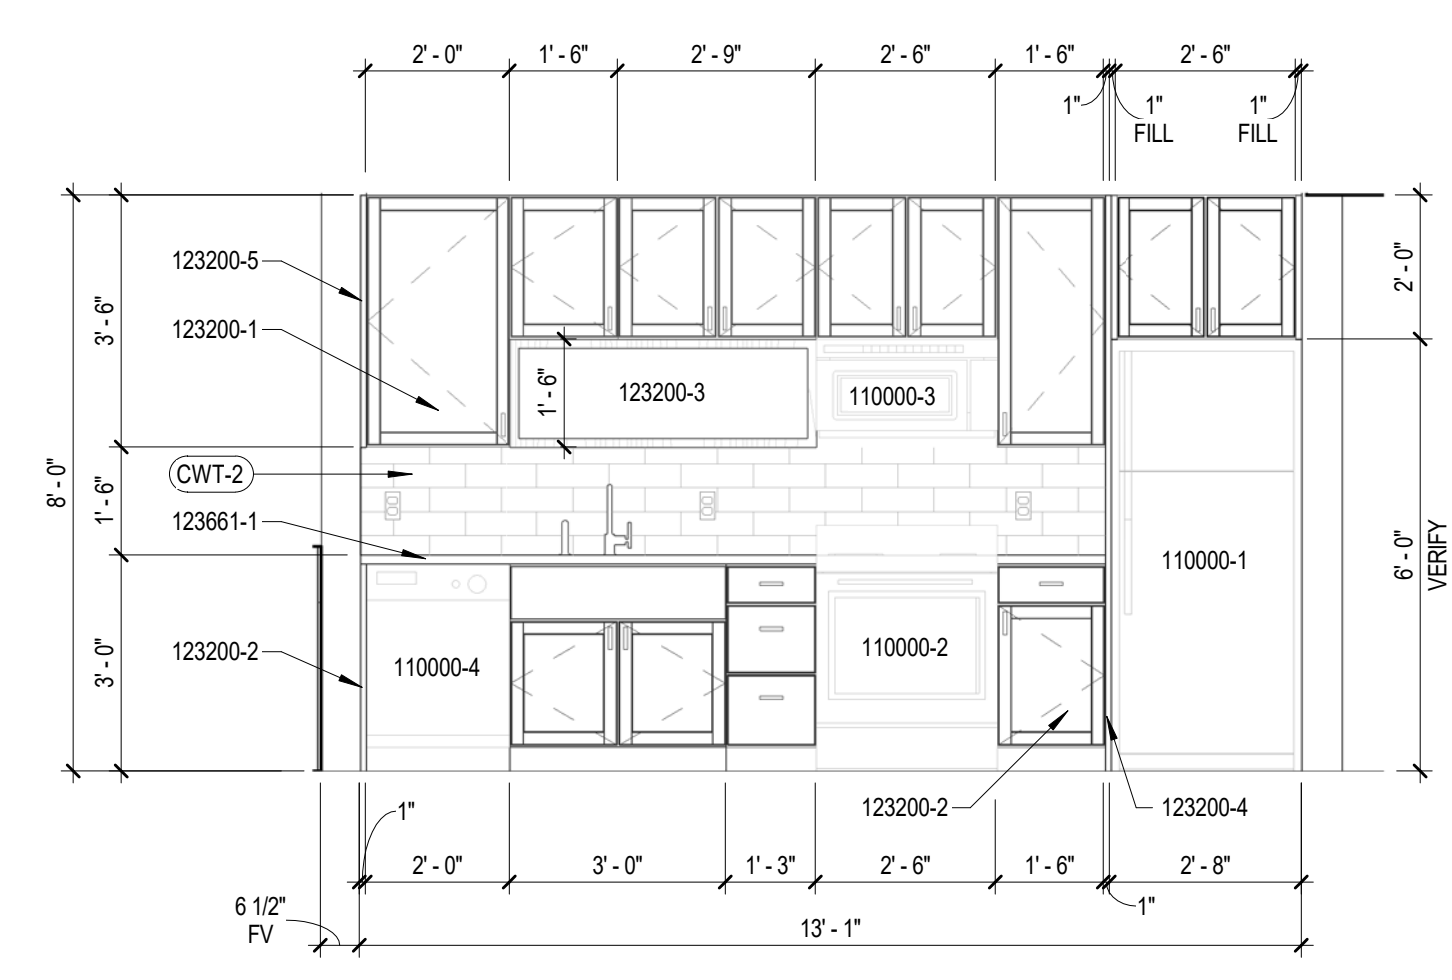 2' - 0"
1' - 6"
2' - 9"
2' - 6"
1' - 6"
2' - 6"
1"
1"
FILL
1"
FILL
8' - 0"
3' - 6"
1' - 6"
3' - 0"
123200-5
123200-1
CWT-2
123661-1
123200-2
1' - 6"
123200-3
110000-3
110000-4
110000-2
110000-1
2' - 0"
6' - 0"
VERIFY
123200-2
123200-4
1"
2' - 0"
3' - 0"
1' - 3"
2' - 6"
1' - 6"
2' - 8"
1"
6 1/2"
FV
13' - 1"